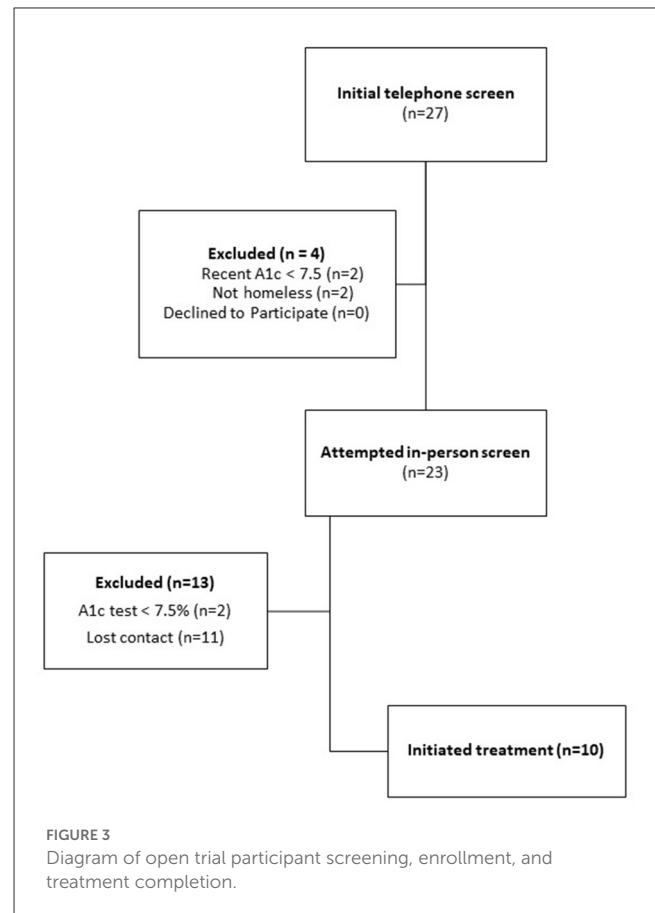 Initial telephone screen
(n=27)
Excluded (n = 4)
Recent A1c < 7.5 (n=2)
Not homeless (n=2)
Declined to Participate (n=0)
Attempted in-person screen
(n=23)
Excluded (n=13)
A1c test < 7.5% (n=2)
Lost contact (n=11)
Initiated treatment (n=10)
FIGURE 3
Diagram of open trial participant screening, enrollment, and
treatment completion.